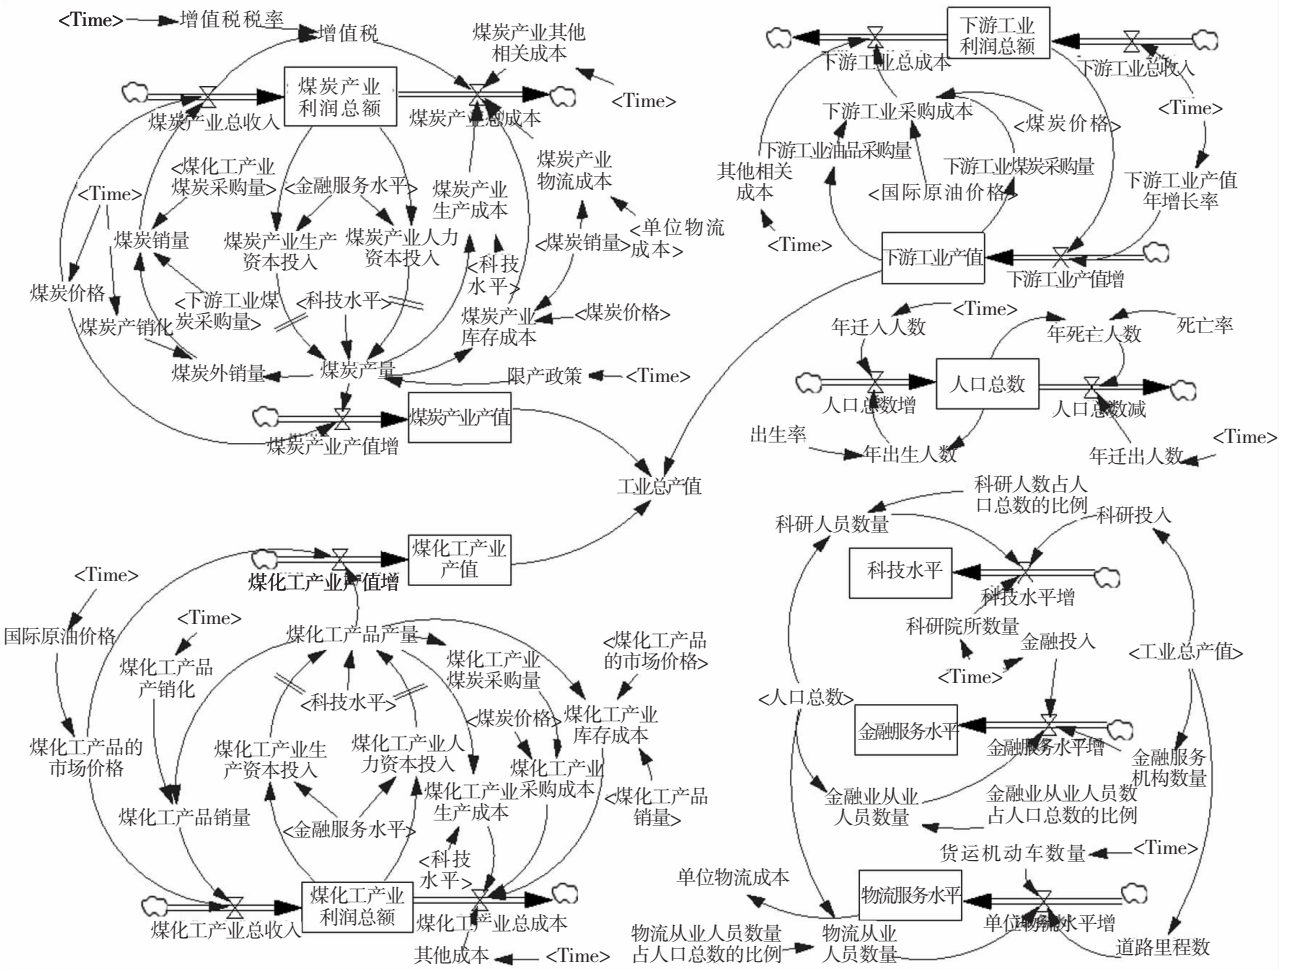 <Time>
增值税税率
增值税
煤炭产业其他
相关成本
<Time>
煤炭产业
利润总额
煤炭产业总收入
煤炭产业总成本
<煤化工产业
煤炭采购量>
<金融服务水平>
煤炭产业
生产成本
煤炭产业
物流成本
<Time>
煤炭销量
煤炭产业生产
资本投入
煤炭产业人力
资本投入
<煤炭销量>
<单位物流
成本>
<科技
水平>
煤炭价格
<下游工业煤
炭采购量>
<科技水平>
煤炭产销化
煤炭产业
库存成本
<煤炭价格>
煤炭外销量
煤炭产量
限产政策
<Time>
煤炭产业产值
煤炭产业产值增
工业总产值
下游工业
利润总额
下游工业总成本
下游工业总收入
<Time>
下游工业采购成本
<煤炭价格>
下游工业油品采购量
下游工业煤炭采购量
其他相关
成本
<国际原油价格>
下游工业产值
年增长率
<Time>
下游工业产值
下游工业产值增
<Time>
年迁入人数
年死亡人数
死亡率
人口总数
人口总数增
人口总数减
出生率
年出生人数
年迁出人数
<Time>
煤化工产业
产值
煤化工产业产值增
<Time>
国际原油价格
<Time>
煤化工产品产量
煤化工产品
产销化
煤化工产业
煤炭采购量
<煤化工产品
的市场价格>
<科技水平>
<煤炭价格>
煤化工产业
库存成本
煤化工产品的
市场价格
煤化工产业生
产资本投入
煤化工产业人
力资本投入
煤化工产业
采购成本
煤化工产业
生产成本
<煤化工产品
销量>
煤化工产品销量
<金融服务水平>
<科技
水平>
煤化工产业
利润总额
煤化工产业总收入
煤化工产业总成本
其他成本
<Time>
科研人数占人
口总数的比例
科研人员数量
科研投入
科技水平
科技水平增
科研院所数量
金融投入
<Time>
<工业总产值>
<人口总数>
金融服务水平
金融服务水平增
金融服务
机构数量
金融业从业
人员数量
金融业从业人员数
占人口总数的比例
货运机动车数量
<Time>
单位物流成本
物流服务水平
单位物流水平增
物流从业人员数量
占人口总数的比例
物流从业
人员数量
道路里程数